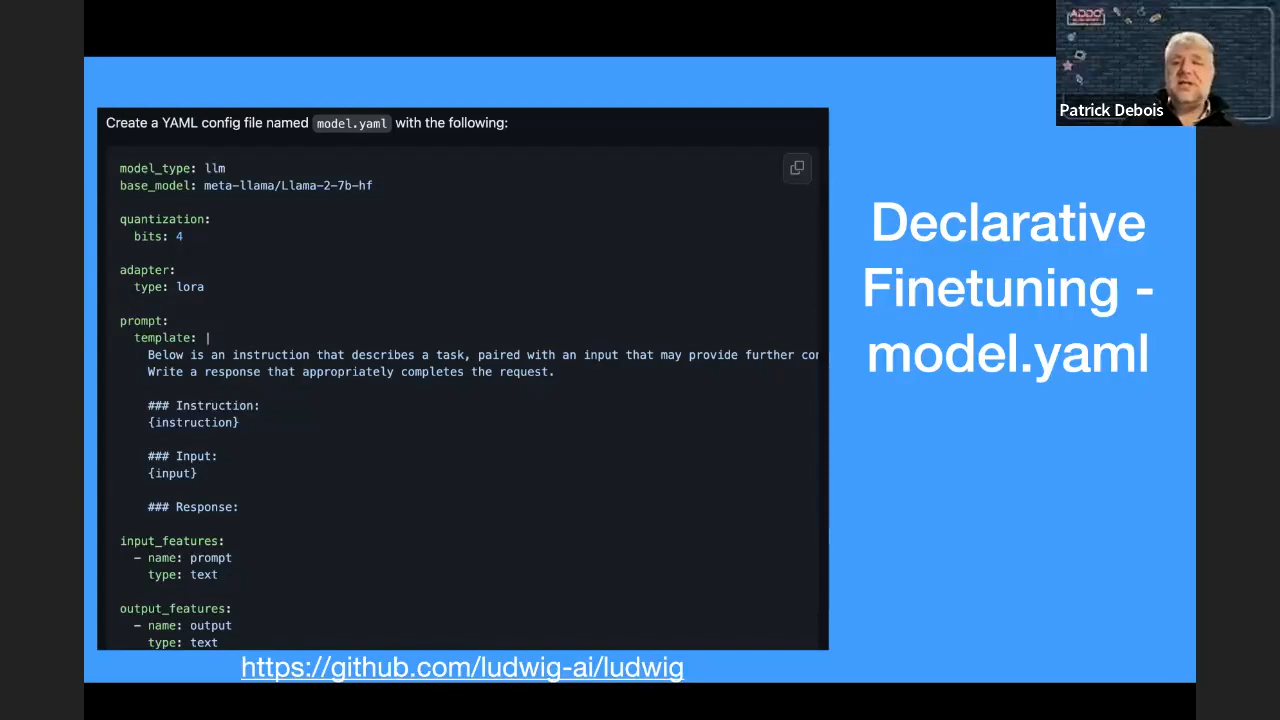 ADDO
Patrick Debois
Create a YAML config file named model.yaml with the following:
model_type: llm
base_model: meta-llama/Llama-2-7b-hf
quantization:
bits: 4
adapter:
type: lora
prompt:
template: |
Below is an instruction that describes a task, paired with an input that may provide further
Write a response that appropriately completes the request.
### Instruction:
{instruction}
### Input:
{input}
### Response:
input_features:
- name: prompt
type: text
output_features:
- name: output
type: text
Declarative
Finetuning -
model.yaml
https://github.com/ludwig-ai/ludwig